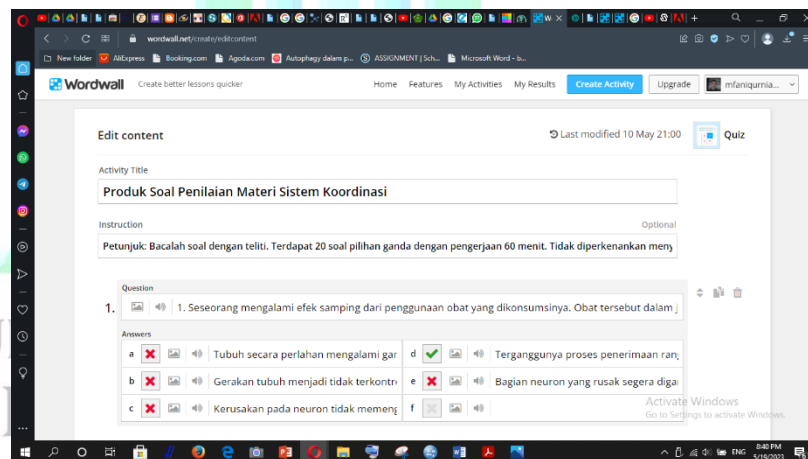 wordwall.net/create/editcontent
New folder AliExpress Booking.com Agoda.com Autophagy dalam p... ASSIGNMENT | Sch... Microsoft Word - b...
Wordwall Create better lessons quicker Home Features My Activities My Results Create Activity Upgrade mfaniqurnia...
Edit content Last modified 10 May 21:00 Quiz
Activity Title
Produk Soal Penilaian Materi Sistem Koordinasi
Instruction Optional
Petunjuk: Bacalah soal dengan teliti. Terdapat 20 soal pilihan ganda dengan pengerjaan 60 menit. Tidak diperkenankan meny
Question
1. 1. Seseorang mengalami efek samping dari penggunaan obat yang dikonsumsinya. Obat tersebut dalam j
Answers
a Tubuh secara perlahan mengalami gar d Terganggunya proses penerimaan ran
b Gerakan tubuh menjadi tidak terkontr e Bagian neuron yang rusak segera diga
c Kerusakan pada neuron tidak memeng f
Activate Windows
Go to Settings to activate Windows.
ENG 8:40 PM
5/19/2023